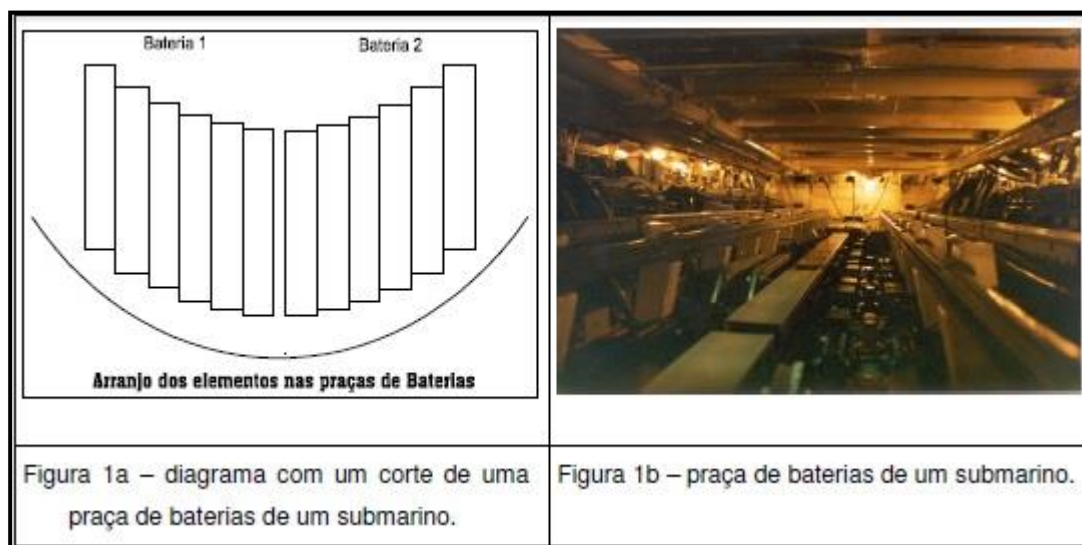 Bateria 1
Bateria 2
Arranjo dos elementos nas praças de Baterias
Figura 1a – diagrama com um corte de uma
praça de baterias de um submarino.
Figura 1b – praça de baterias de um submarino.